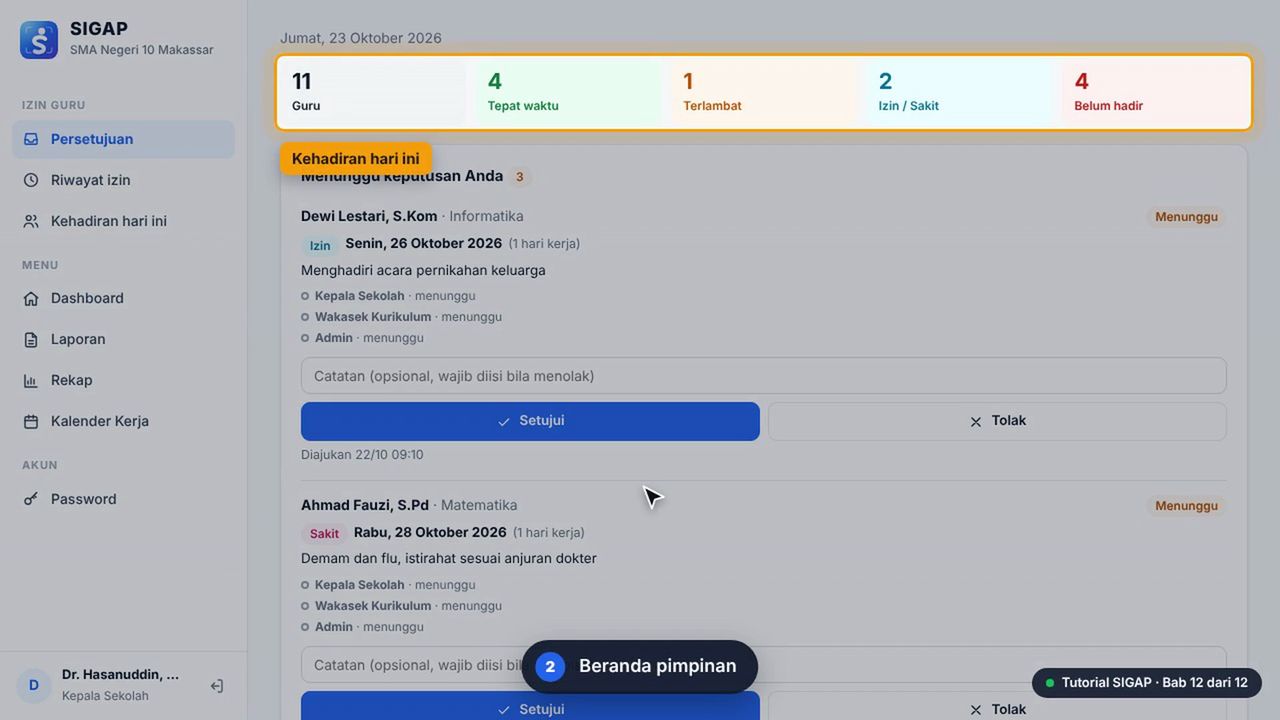 SIGAP
SMA Negeri 10 Makassar
IZIN GURU
Persetujuan
Riwayat izin
Kehadiran hari ini
MENU
Dashboard
Laporan
Rekap
Kalender Kerja
AKUN
Password
D
Dr. Hasanuddin, ...
Kepala Sekolah
Jumat, 23 Oktober 2026
11
Guru
4
Tepat waktu
1
Terlambat
2
Izin / Sakit
4
Belum hadir
Kehadiran hari ini
Menunggu keputusan Anda 3
Dewi Lestari, S.Kom · Informatika Menunggu
Izin Senin, 26 Oktober 2026 (1 hari kerja)
Menghadiri acara pernikahan keluarga
Kepala Sekolah · menunggu
Wakasek Kurikulum · menunggu
Admin · menunggu
Catatan (opsional, wajib diisi bila menolak)
Setujui Tolak
Diajukan 22/10 09:10
Ahmad Fauzi, S.Pd · Matematika Menunggu
Sakit Rabu, 28 Oktober 2026 (1 hari kerja)
Demam dan flu, istirahat sesuai anjuran dokter
Kepala Sekolah · menunggu
Wakasek Kurikulum · menunggu
Admin · menunggu
Catatan (opsional, wajib diisi
Setujui Tolak
2 Beranda pimpinan
Tutorial SIGAP · Bab 12 dari 12